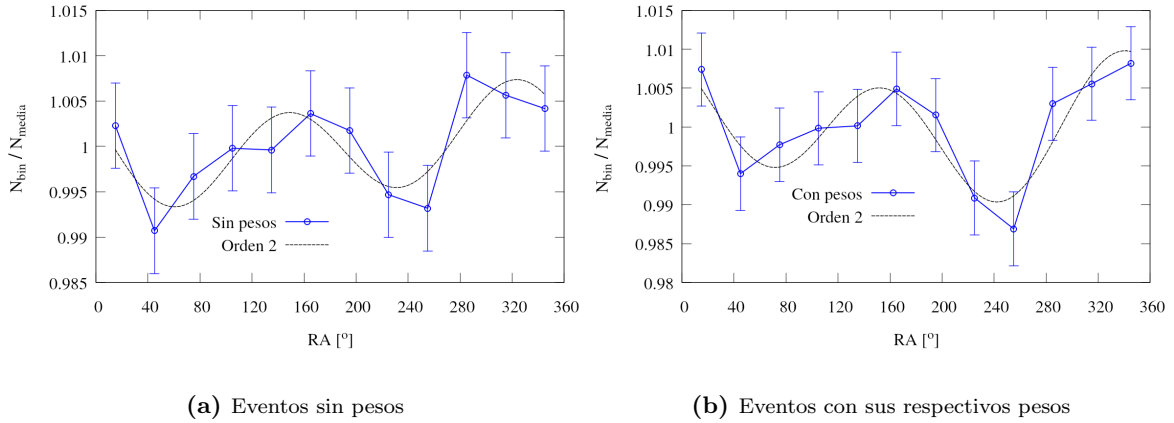 1.015
1.01
1.005
1
0.995
0.99
0.985
N_bin / N_media
Sin pesos
Orden 2
0 40 80 120 160 200 240 280 320 360
RA [º]
(a) Eventos sin pesos
1.015
1.01
1.005
1
0.995
0.99
0.985
0.98
N_bin / N_media
Con pesos
Orden 2
0 40 80 120 160 200 240 280 320 360
RA [º]
(b) Eventos con sus respectivos pesos